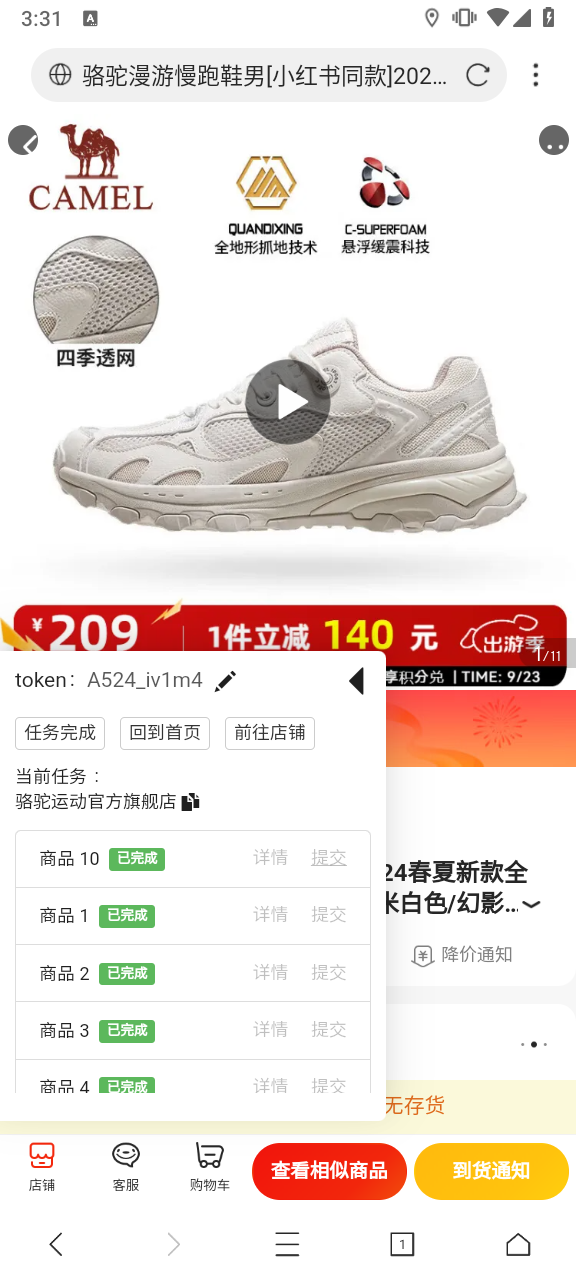 3:31
A
骆驼漫游慢跑鞋男[小红书同款]202...
CAMEL
QUANDIXING
全地形抓地技术
C-SUPERFOAM
悬浮缓震科技
四季透网
¥209
1件立减 140 元
出游季
1/11
享积分兑 | TIME: 9/23
token: A524_iv1m4
任务完成 回到首页 前往店铺
当前任务：
骆驼运动官方旗舰店
商品 10 已完成 详情 提交
商品 1 已完成 详情 提交
商品 2 已完成 详情 提交
商品 3 已完成 详情 提交
商品 4 已完成 详情 提交
24春夏新款全
米白色/幻影...
降价通知
无存货
店铺 客服 购物车 查看相似商品 到货通知
1